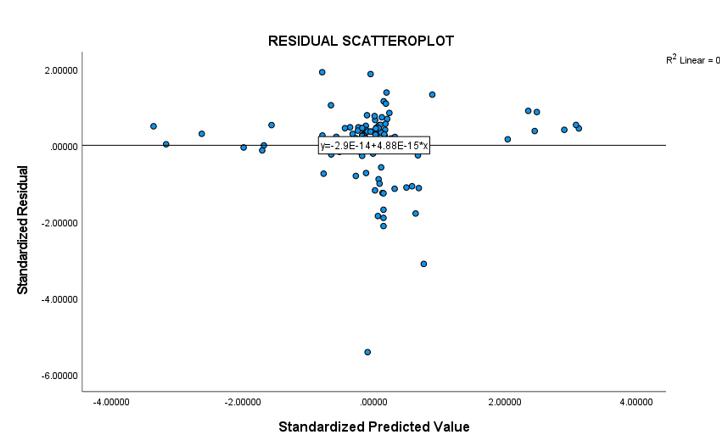 RESIDUAL SCATTEROPLOT
R2 Linear = 0
2.00000
.00000
-2.00000
-4.00000
-6.00000
Standardized Residual
y=-2.9E-14+4.88E-15*x
-4.00000
-2.00000
.00000
2.00000
4.00000
Standardized Predicted Value